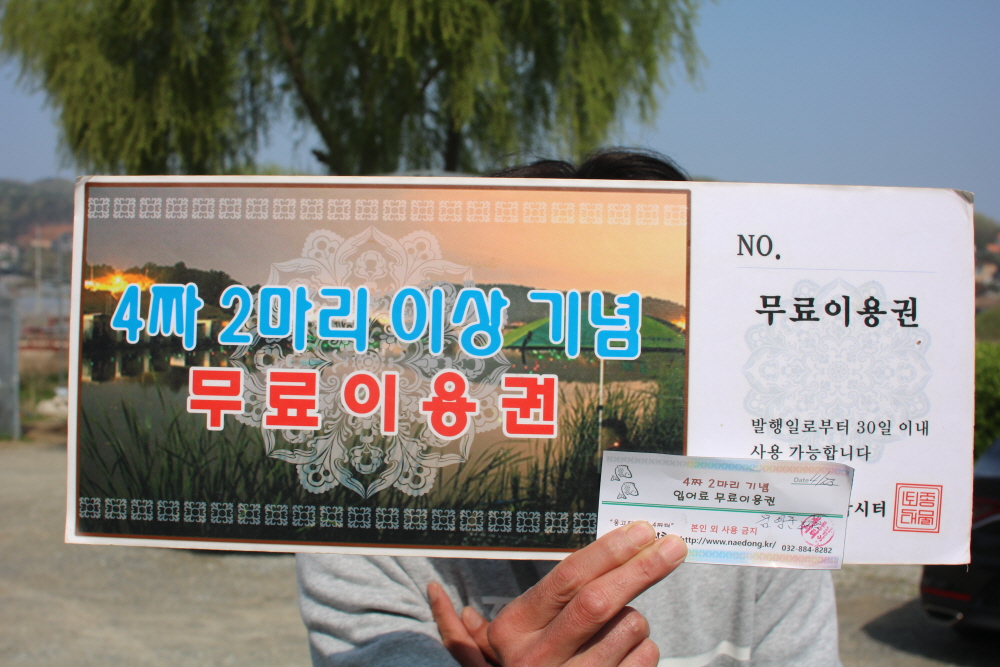 4짜 2마리 이상 기념
무료이용권
NO.
무료이용권
발행일로부터 30일 이내
사용 가능합니다
시터
4짜 2마리 기념
Date 4/23
입어료 무료이용권
본인 외 사용 금지
http://www.naedong.kr/
032-884-8282